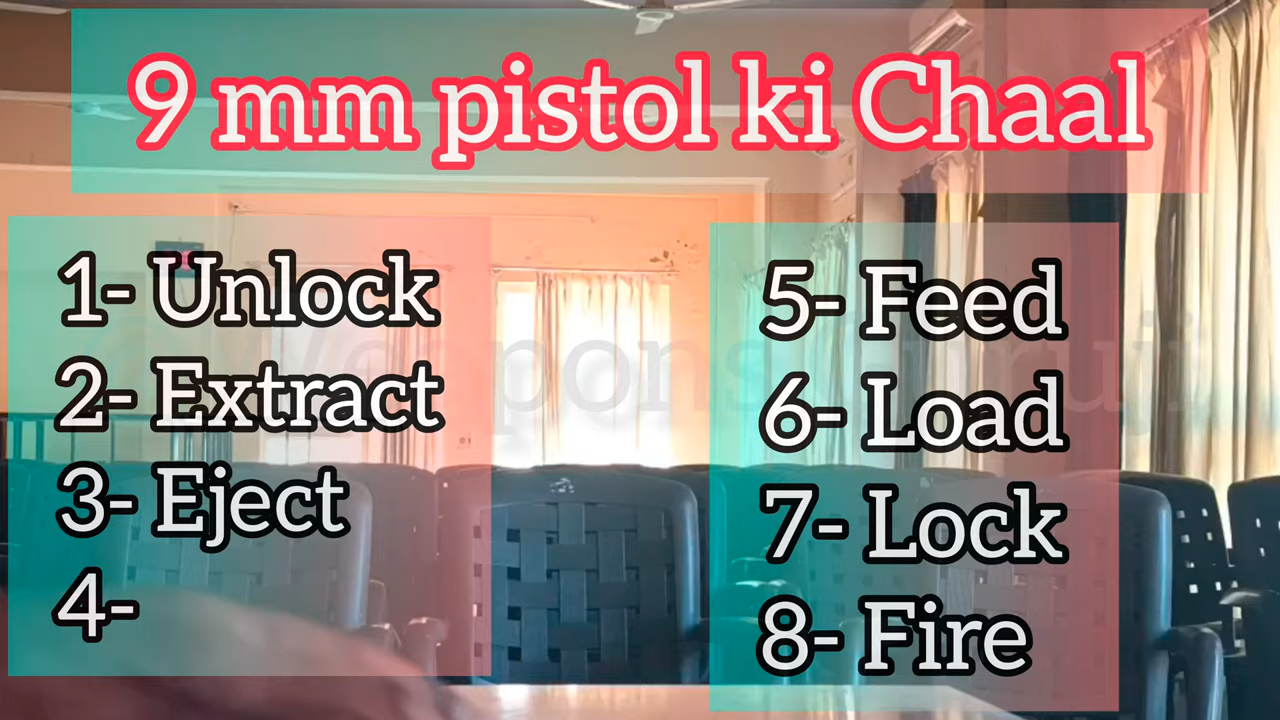 9 mm pistol ki Chaal
1- Unlock
2- Extract
3- Eject
4-
5- Feed
6- Load
7- Lock
8- Fire